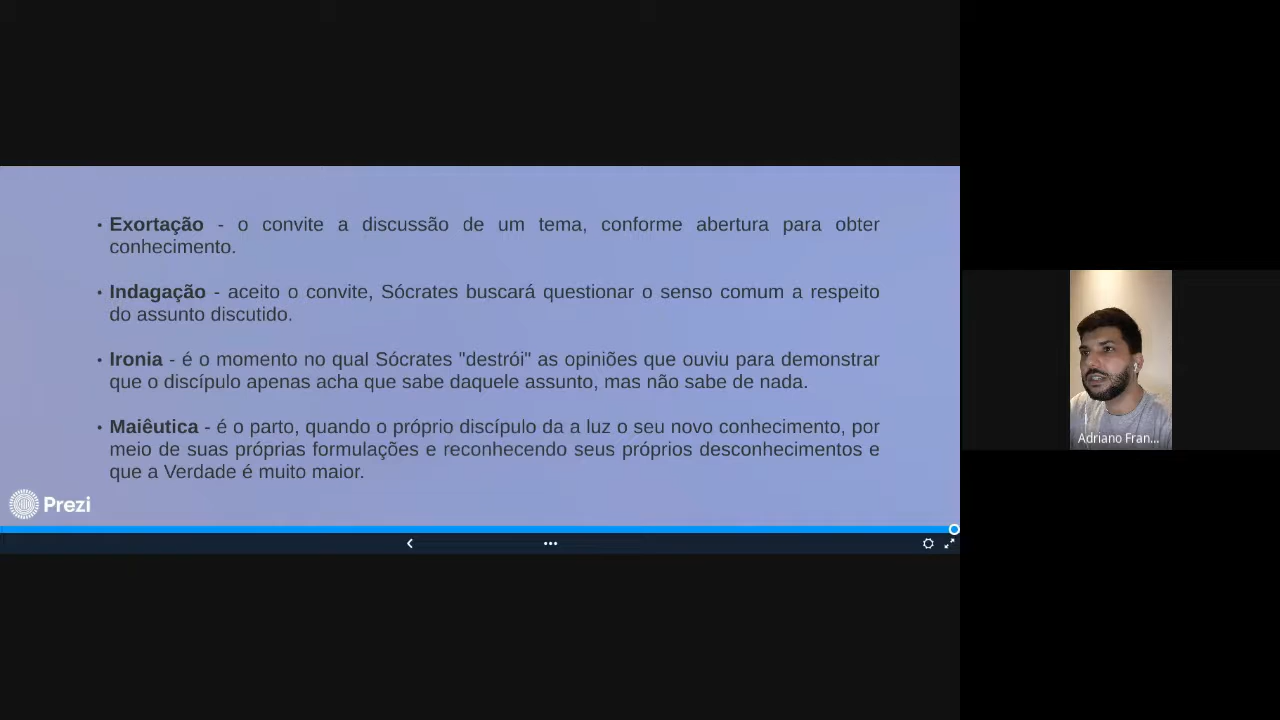 • Exortação - o convite a discussão de um tema, conforme abertura para obter
conhecimento.
• Indagação - aceito o convite, Sócrates buscará questionar o senso comum a respeito
do assunto discutido.
• Ironia - é o momento no qual Sócrates "destrói" as opiniões que ouviu para demonstrar
que o discípulo apenas acha que sabe daquele assunto, mas não sabe de nada.
• Maiêutica - é o parto, quando o próprio discípulo da a luz o seu novo conhecimento, por
meio de suas próprias formulações e reconhecendo seus próprios desconhecimentos e
que a Verdade é muito maior.
Prezi
Adriano Fran...